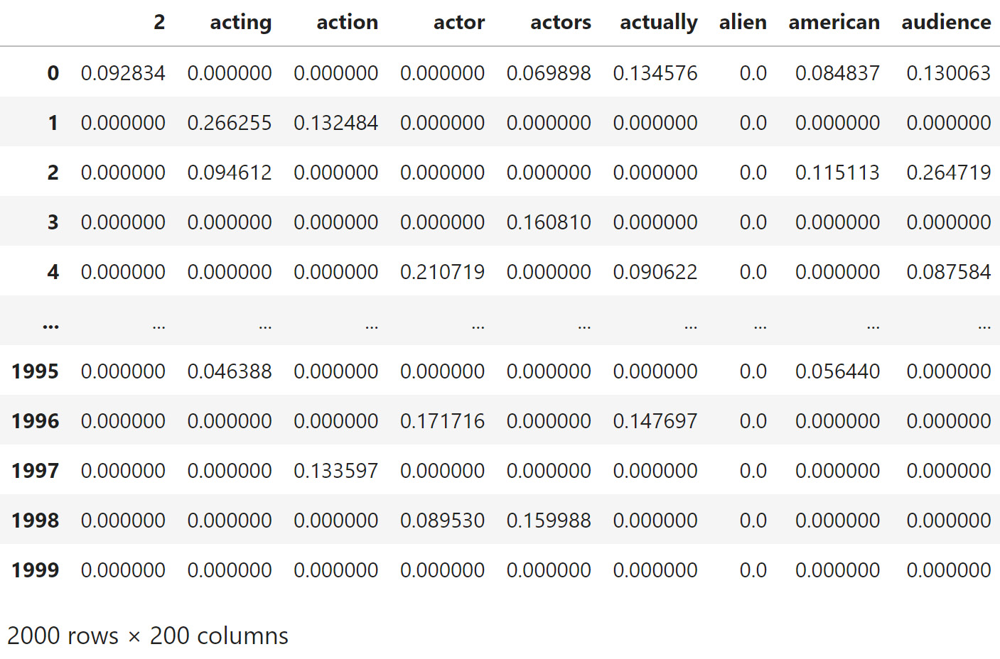 2 acting action actor actors actually alien american audience
0 0.092834 0.000000 0.000000 0.000000 0.069898 0.134576 0.0 0.084837 0.130063
1 0.000000 0.266255 0.132484 0.000000 0.000000 0.000000 0.0 0.000000 0.000000
2 0.000000 0.094612 0.000000 0.000000 0.000000 0.000000 0.0 0.115113 0.264719
3 0.000000 0.000000 0.000000 0.000000 0.160810 0.000000 0.0 0.000000 0.000000
4 0.000000 0.000000 0.000000 0.210719 0.000000 0.090622 0.0 0.000000 0.087584
... ... ... ... ... ... ... ... ... ...
1995 0.000000 0.046388 0.000000 0.000000 0.000000 0.000000 0.0 0.056440 0.000000
1996 0.000000 0.000000 0.000000 0.171716 0.000000 0.147697 0.0 0.000000 0.000000
1997 0.000000 0.000000 0.133597 0.000000 0.000000 0.000000 0.0 0.000000 0.000000
1998 0.000000 0.000000 0.000000 0.089530 0.159988 0.000000 0.0 0.000000 0.000000
1999 0.000000 0.000000 0.000000 0.000000 0.000000 0.000000 0.0 0.000000 0.000000
2000 rows × 200 columns